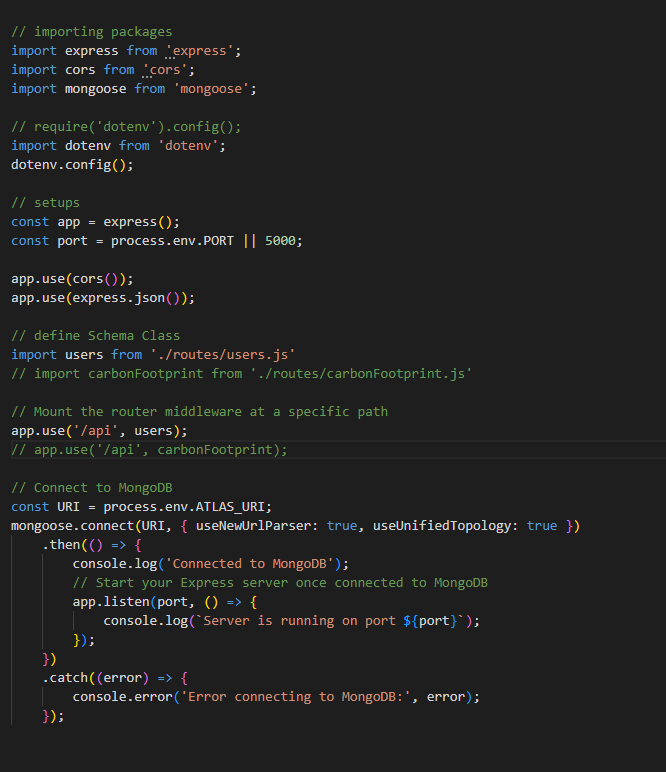 // importing packages
import express from 'express';
import cors from 'cors';
import mongoose from 'mongoose';
// require('dotenv').config();
import dotenv from 'dotenv';
dotenv.config();
// setups
const app = express();
const port = process.env.PORT || 5000;
app.use(cors());
app.use(express.json());
// define Schema Class
import users from './routes/users.js'
// import carbonFootprint from './routes/carbonFootprint.js'
// Mount the router middleware at a specific path
app.use('/api', users);
// app.use('/api', carbonFootprint);
// Connect to MongoDB
const URI = process.env.ATLAS_URI;
mongoose.connect(URI, { useNewUrlParser: true, useUnifiedTopology: true })
    .then(() => {
        console.log('Connected to MongoDB');
        // Start your Express server once connected to MongoDB
        app.listen(port, () => {
            console.log(`Server is running on port ${port}`);
        });
    })
    .catch((error) => {
        console.error('Error connecting to MongoDB:', error);
    });